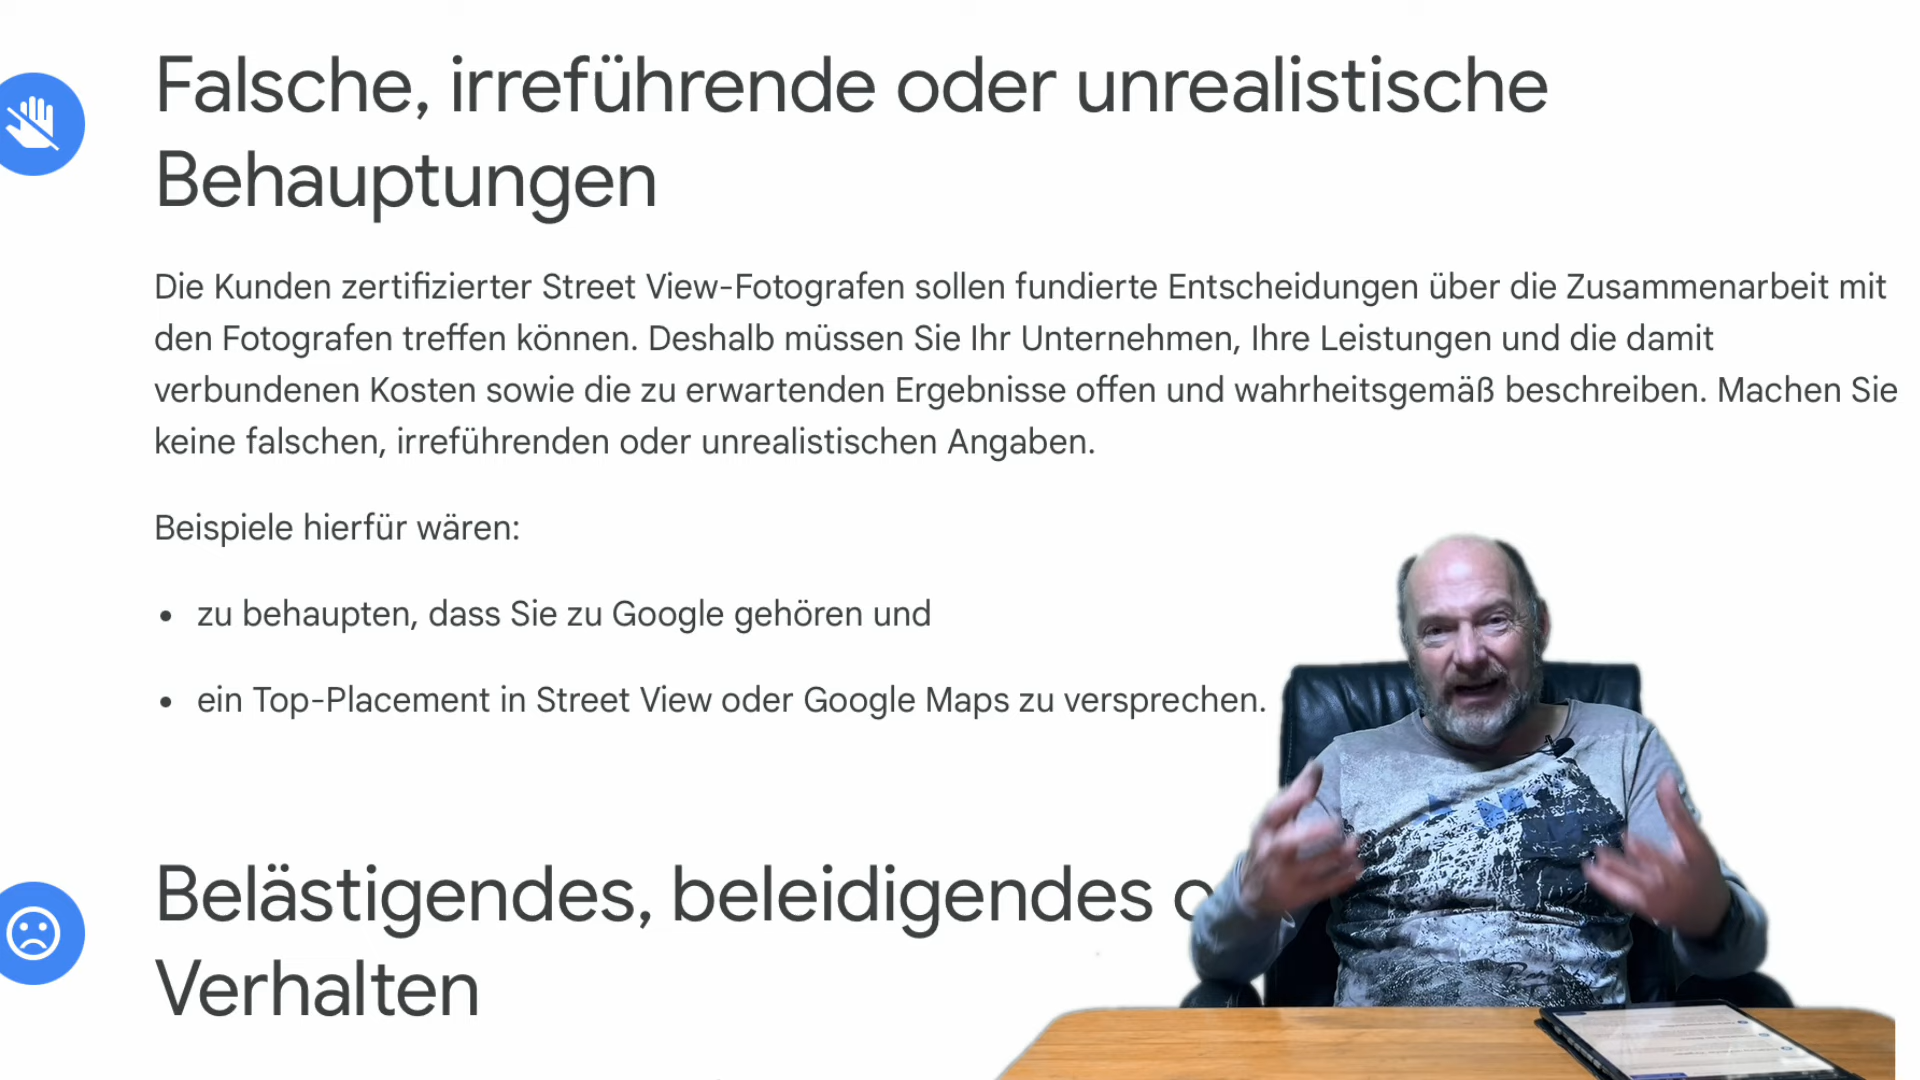 Falsche, irreführende oder unrealistische
Behauptungen
Die Kunden zertifizierter Street View-Fotografen sollen fundierte Entscheidungen über die Zusammenarbeit mit
den Fotografen treffen können. Deshalb müssen Sie Ihr Unternehmen, Ihre Leistungen und die damit
verbundenen Kosten sowie die zu erwartenden Ergebnisse offen und wahrheitsgemäß beschreiben. Machen Sie
keine falschen, irreführenden oder unrealistischen Angaben.
Beispiele hierfür wären:
• zu behaupten, dass Sie zu Google gehören und
• ein Top-Placement in Street View oder Google Maps zu versprechen.
Belästigendes, beleidigendes
Verhalten